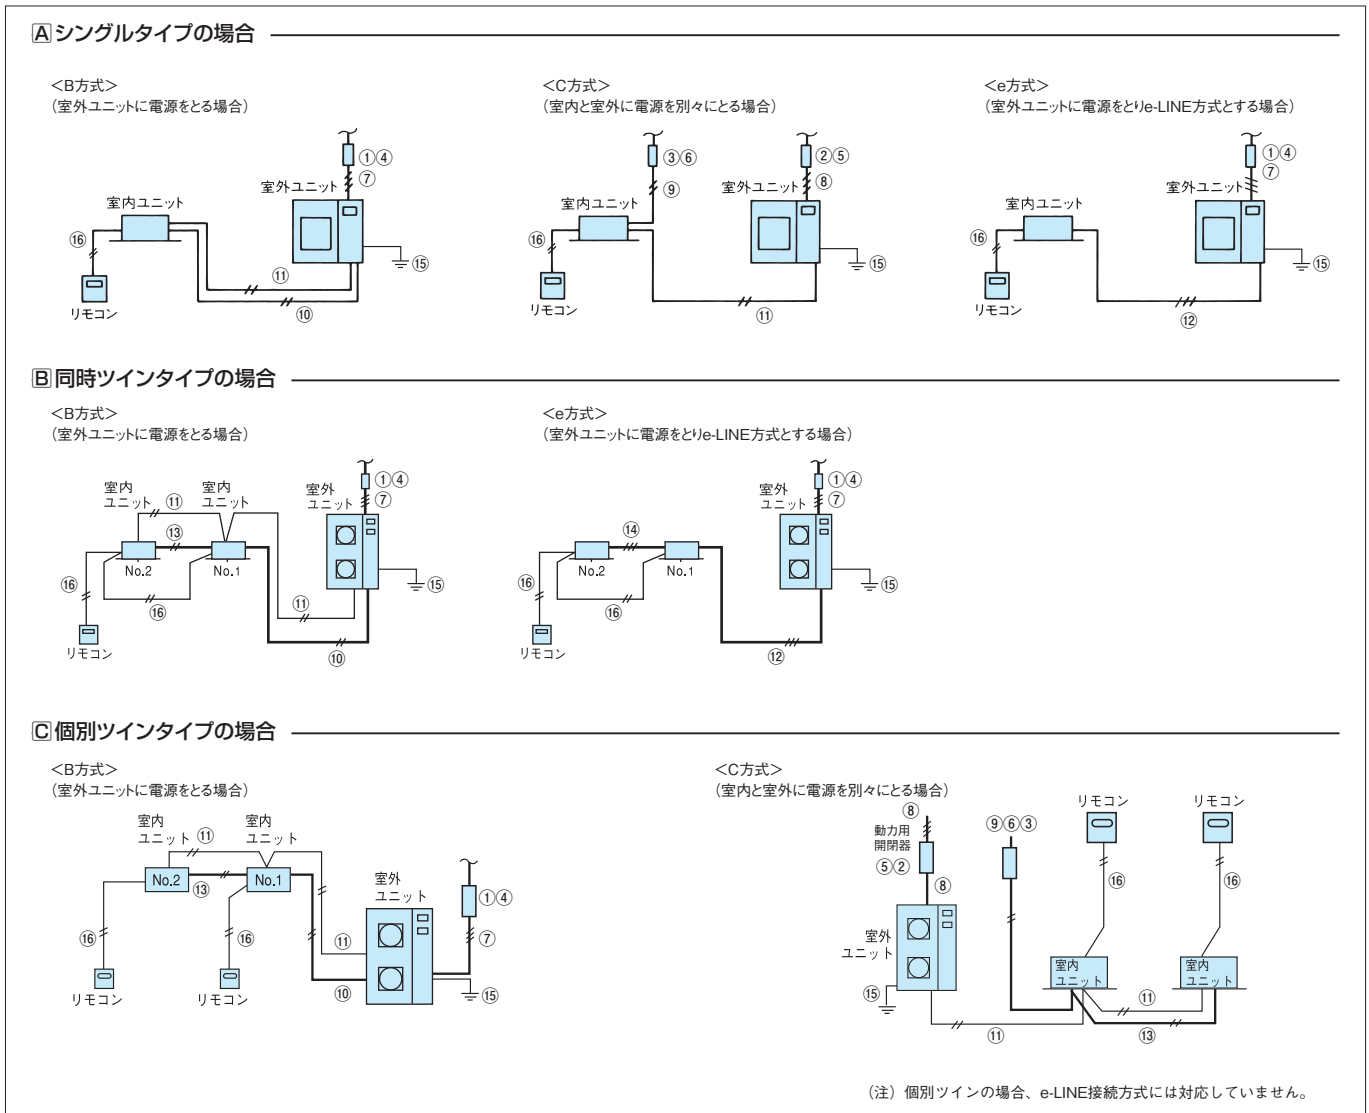 Aシングルタイプの場合
<B方式>
（室外ユニットに電源をとる場合）
①④
⑦
室外ユニット
室内ユニット
⑯
⑮
⑪
⑩
リモコン
<C方式>
（室内と室外に電源を別々にとる場合）
③⑥
②⑤
⑨
⑧
室外ユニット
室内ユニット
⑯
⑮
リモコン
⑪
<e方式>
（室外ユニットに電源をとりe-LINE方式とする場合）
①④
⑦
室外ユニット
室内ユニット
⑯
⑮
リモコン
⑫
B同時ツインタイプの場合
<B方式>
（室外ユニットに電源をとる場合）
①④
⑦
室内
ユニット
⑪
室内
ユニット
室外
ユニット
⑬
No.2
No.1
⑯
⑯
⑪
⑮
リモコン
⑩
<e方式>
（室外ユニットに電源をとりe-LINE方式とする場合）
①④
⑦
室外
ユニット
⑭
No.2
No.1
⑯
⑯
⑮
リモコン
⑫
C個別ツインタイプの場合
<B方式>
（室外ユニットに電源をとる場合）
室内
ユニット
⑪
室内
ユニット
No.2
⑬
No.1
室外
ユニット
①④
⑯
⑯
⑪
⑦
⑩
⑮
リモコン
リモコン
<C方式>
（室内と室外に電源を別々にとる場合）
⑧
動力用
開閉器
⑤②
⑧
⑨⑥③
リモコン
リモコン
⑯
⑯
室外
ユニット
⑮
室内
ユニット
室内
ユニット
⑪
⑪
⑬
（注）個別ツインの場合、e-LINE接続方式には対応していません。